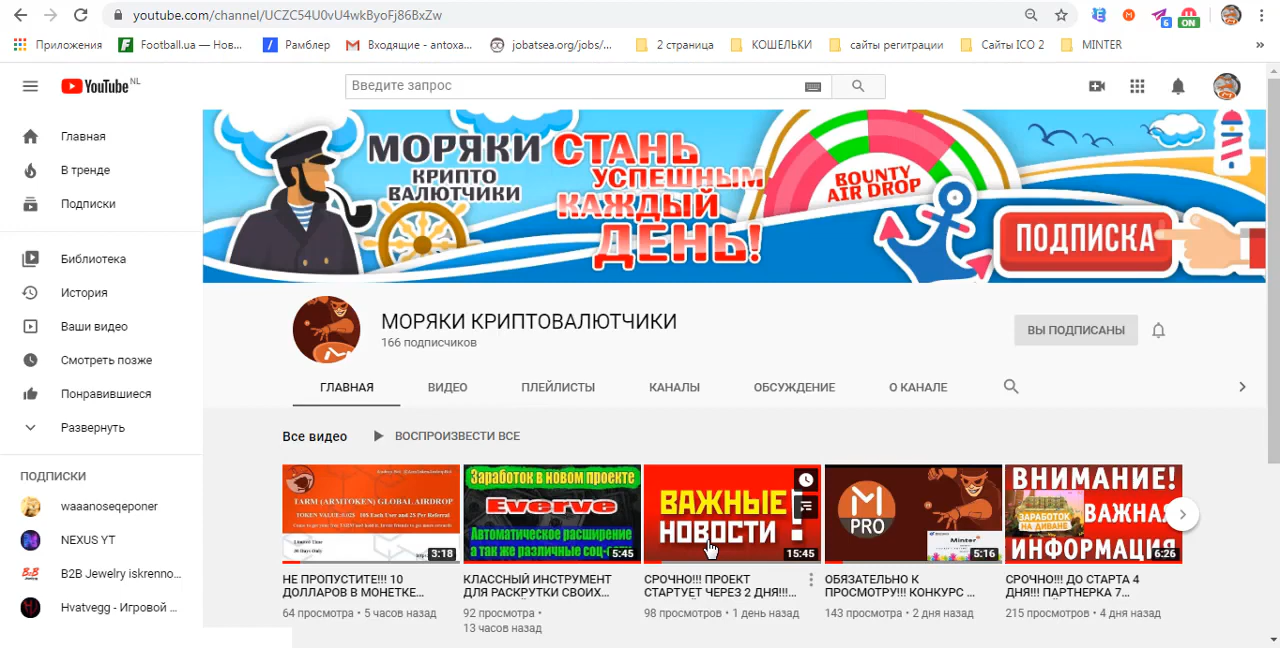 youtube.com/channel/UCZC54U0vU4wkByoFj86BxZw
6
ON
Приложения
Football.ua — Нов...
Рамблер
Входящие - antoxa...
jobatsea.org/jobs/...
2 страница
КОШЕЛЬКИ
сайты регитрации
Сайты ICO 2
MINTER
»
YouTube NL
Введите запрос
Главная
В тренде
Подписки
Библиотека
История
Ваши видео
Смотреть позже
Понравившиеся
Развернуть
ПОДПИСКИ
waaanoseqeponer
NEXUS YT
B2B Jewelry iskrenno...
Hvatvegg - Игровой ...
МОРЯКИ
КРИПТО
ВАЛЮТЧИКИ
СТАНЬ
УСПЕШНЫМ
КАЖДЫЙ
ДЕНЬ!
BOUNTY
AIR DROP
ПОДПИСКА
МОРЯКИ КРИПТОВАЛЮТЧИКИ
166 подписчиков
ВЫ ПОДПИСАНЫ
ГЛАВНАЯ
ВИДЕО
ПЛЕЙЛИСТЫ
КАНАЛЫ
ОБСУЖДЕНИЕ
О КАНАЛЕ
Все видео
ВОСПРОИЗВЕСТИ ВСЕ
TARM (ARMTOKEN) GLOBAL AIRDROP
3:18
НЕ ПРОПУСТИТЕ!!! 10
ДОЛЛАРОВ В МОНЕТКЕ...
64 просмотра • 5 часов назад
Заработок в новом проекте
Everve
Автоматическое расширение
а так же различные соц-
5:45
КЛАССНЫЙ ИНСТРУМЕНТ
ДЛЯ РАСКРУТКИ СВОИХ...
92 просмотра •
13 часов назад
ВАЖНЫЕ
НОВОСТИ !
15:45
СРОЧНО!!! ПРОЕКТ
СТАРТУЕТ ЧЕРЕЗ 2 ДНЯ!!!...
98 просмотров • 1 день назад
M
PRO
Minter
5:16
ОБЯЗАТЕЛЬНО К
ПРОСМОТРУ!!! КОНКУРС ...
143 просмотра • 2 дня назад
ВНИМАНИЕ!
ЗАРАБОТОК
НА ДИВАНЕ
ВАЖНАЯ
ИНФОРМАЦИЯ
6:26
СРОЧНО!!! ДО СТАРТА 4
ДНЯ!!! ПАРТНЕРКА 7...
215 просмотров • 4 дня назад